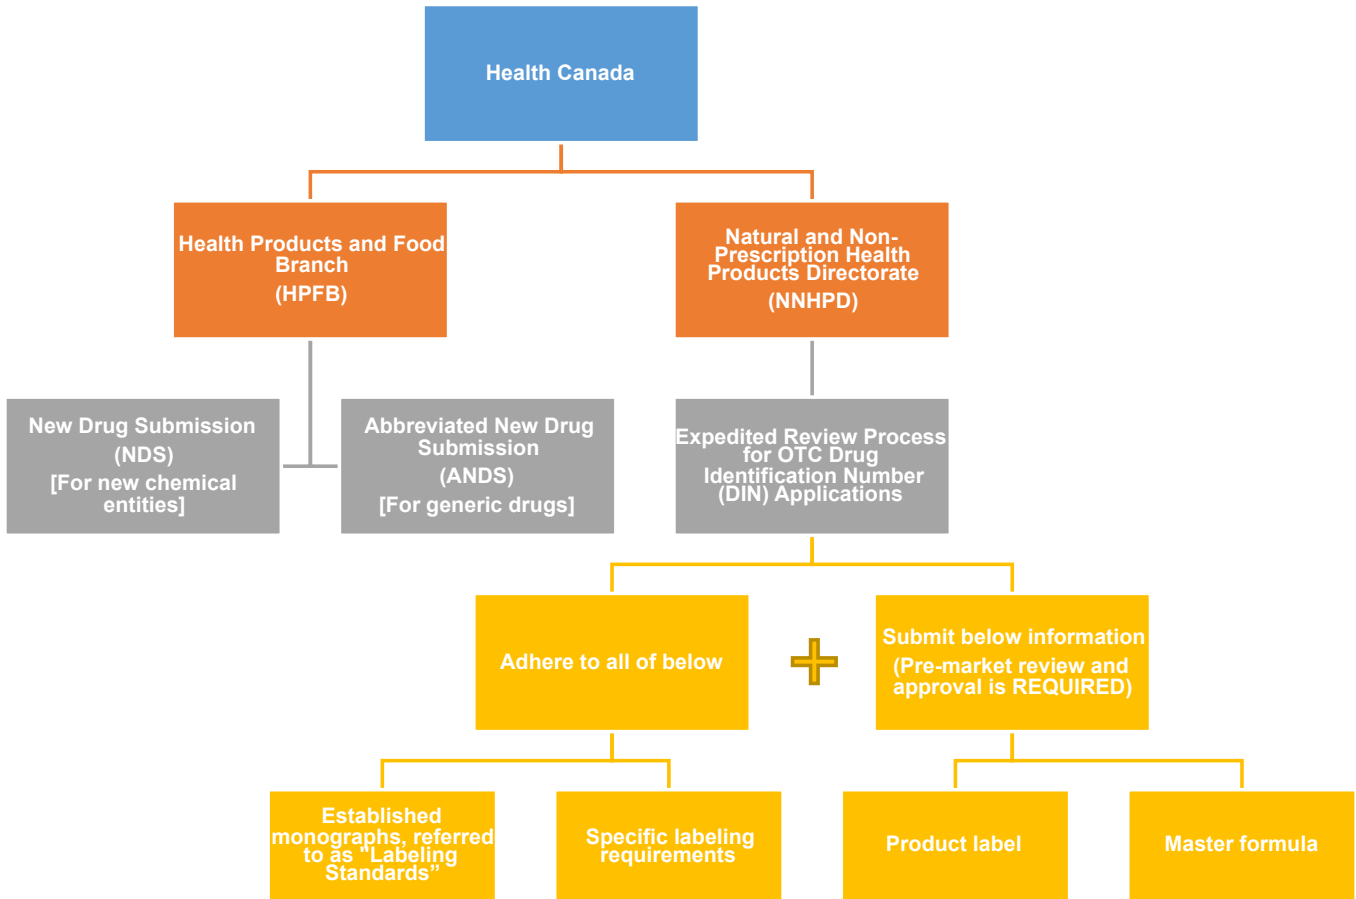 Health Canada
Health Products and Food
Branch
(HPFB)
Natural and Non-
Prescription Health
Products Directorate
(NNHPD)
New Drug Submission
(NDS)
[For new chemical
entities]
Abbreviated New Drug
Submission
(ANDS)
[For generic drugs]
Expedited Review Process
for OTC Drug
Identification Number
(DIN) Applications
Adhere to all of below
Submit below information
(Pre-market review and
approval is REQUIRED)
Established
monographs, referred
to as "Labeling
Standards”
Specific labeling
requirements
Product label
Master formula